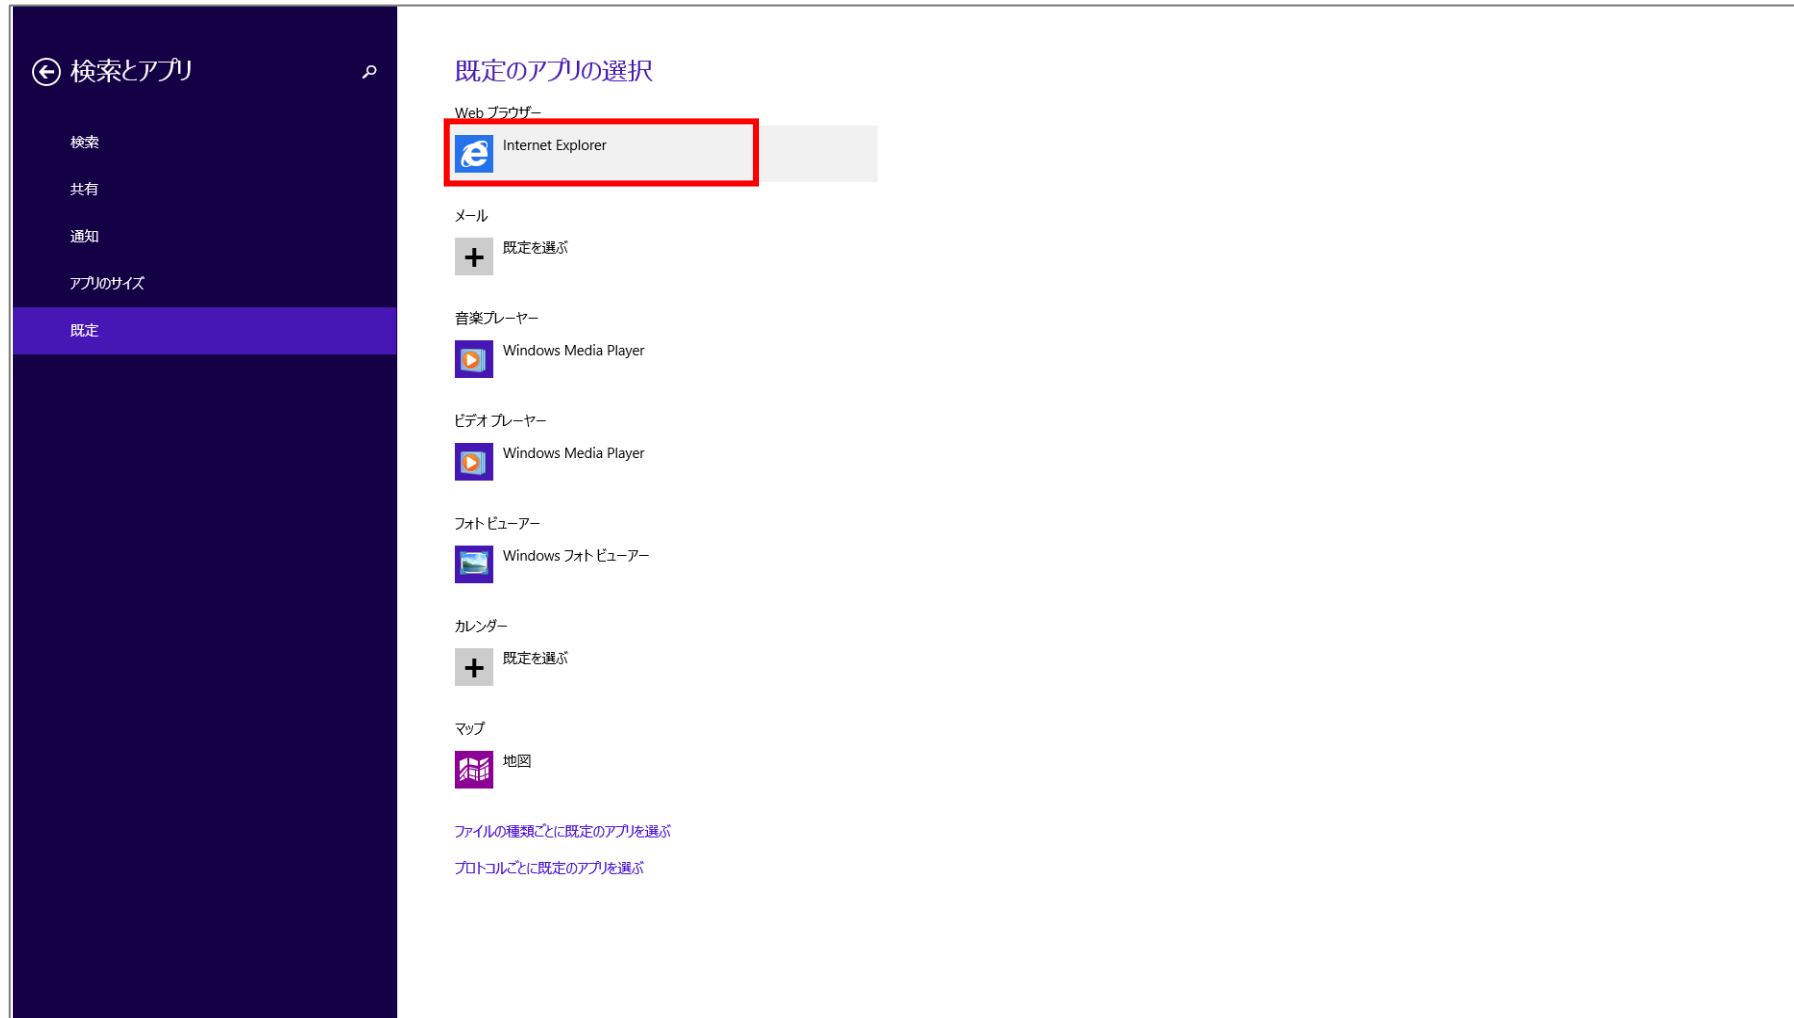 検索とアプリ
検索
共有
通知
アプリのサイズ
既定
既定のアプリの選択
Web ブラウザー
Internet Explorer
メール
既定を選ぶ
音楽プレーヤー
Windows Media Player
ビデオ プレーヤー
Windows Media Player
フォト ビューアー
Windows フォト ビューアー
カレンダー
既定を選ぶ
マップ
地図
ファイルの種類ごとに既定のアプリを選ぶ
プロトコルごとに既定のアプリを選ぶ